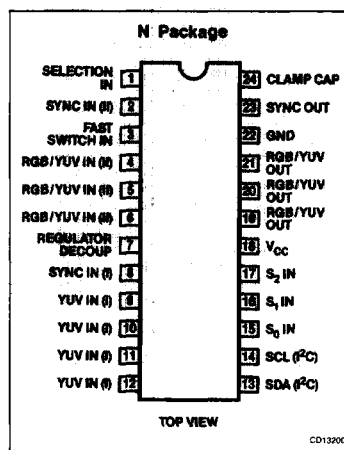 N Package
SELECTION IN 1
SYNC IN (II) 2
FAST SWITCH IN 3
RGB/YUV IN (II) 4
RGB/YUV IN (II) 5
RGB/YUV IN (II) 6
REGULATOR DECOUP 7
SYNC IN (I) 8
YUV IN (I) 9
YUV IN (I) 10
YUV IN (I) 11
YUV IN (I) 12
24 CLAMP CAP
23 SYNC OUT
22 GND
21 RGB/YUV OUT
20 RGB/YUV OUT
19 RGB/YUV OUT
18 VCC
17 S2 IN
16 S1 IN
15 S0 IN
14 SCL (I²C)
13 SDA (I²C)
TOP VIEW
CD13200